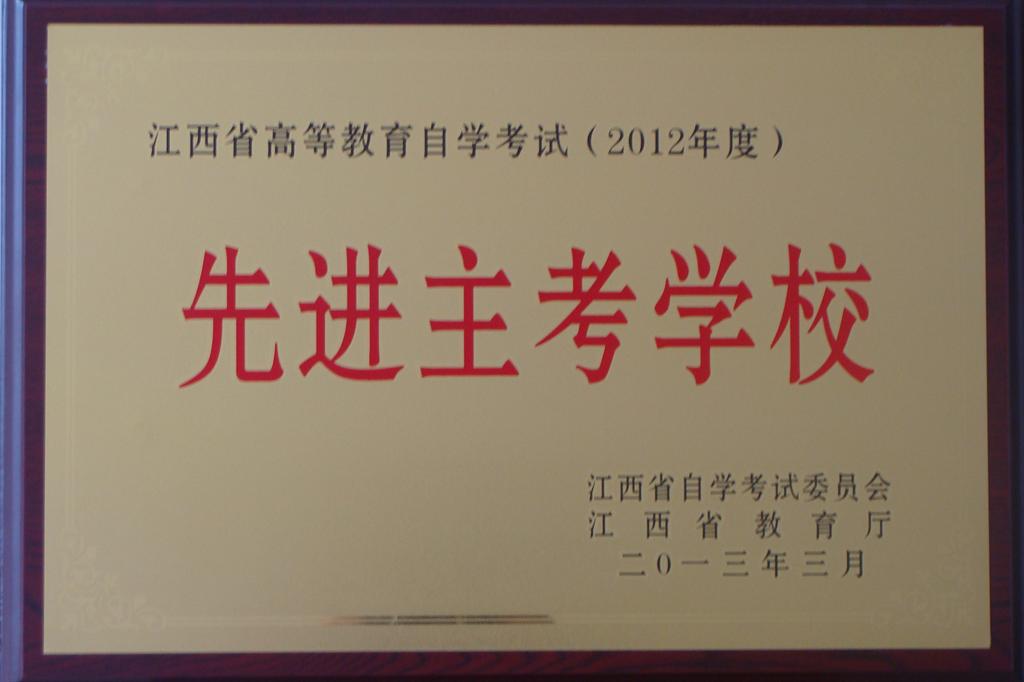 江西省高等教育自学考试（2012年度）
先进主考学校
江西省自学考试委员会
江西省教育厅
二0一三年三月